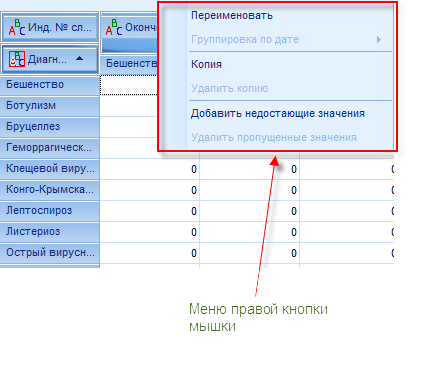 Инд. № сл... Оконч
Диагн...
Бешенство
Переименовать
Группировка по дате
Копия
Удалить копию
Добавить недостающие значения
Удалить пропущенные значения
Бешенство
Ботулизм
Бруцеллез
Геморрагическ...
Клещевой виру... 0 0 0
Конго-Крымска... 0 0 0
Лептоспироз 0 0 0
Листериоз 0 0 0
Острый вирусн... 0 0 0
Меню правой кнопки
мышки